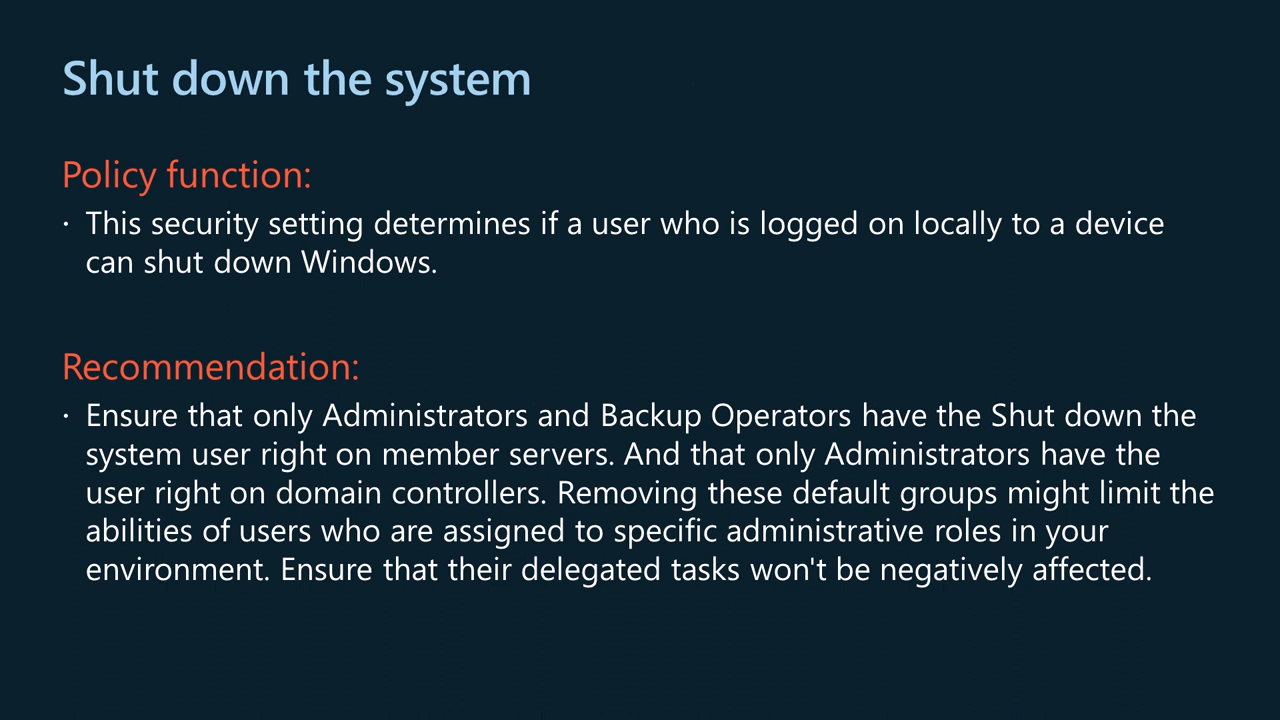 Shut down the system
Policy function:
· This security setting determines if a user who is logged on locally to a device
can shut down Windows.
Recommendation:
· Ensure that only Administrators and Backup Operators have the Shut down the
system user right on member servers. And that only Administrators have the
user right on domain controllers. Removing these default groups might limit the
abilities of users who are assigned to specific administrative roles in your
environment. Ensure that their delegated tasks won't be negatively affected.